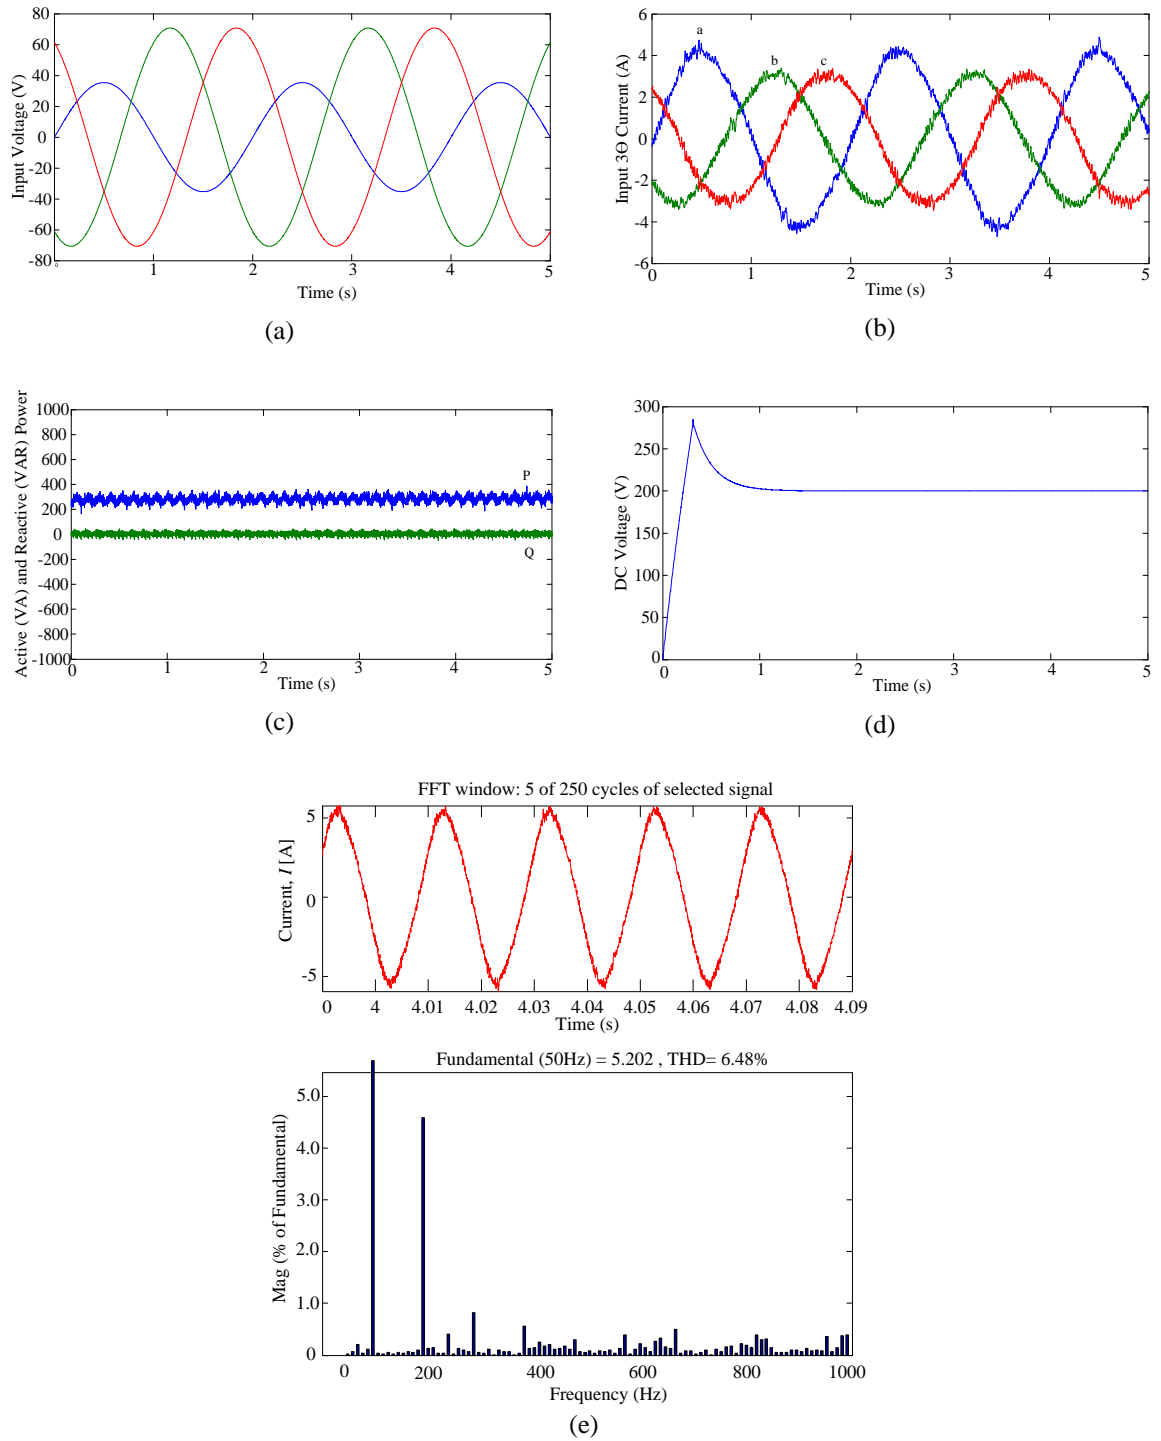 80
60
40
20
0
-20
-40
-60
-80
Input Voltage (V)
1
2
3
4
5
Time (s)
(a)
6
4
2
0
-2
-4
-6
Input 3Θ Current (A)
a
b
c
0
1
2
3
4
5
Time (s)
(b)
1000
800
600
400
200
0
-200
-400
-600
-800
-1000
Active (VA) and Reactive (VAR) Power
P
Q
0
1
2
3
4
5
Time (s)
(c)
300
250
200
150
100
50
0
DC Voltage (V)
0
1
2
3
4
5
Time (s)
(d)
FFT window: 5 of 250 cycles of selected signal
5
0
-5
Current, I [A]
0 4 4.01 4.02 4.03 4.04 4.05 4.06 4.07 4.08 4.09
Time (s)
Fundamental (50Hz) = 5.202 , THD= 6.48%
5.0
4.0
3.0
2.0
1.0
0
Mag (% of Fundamental)
0 200 400 600 800 1000
Frequency (Hz)
(e)